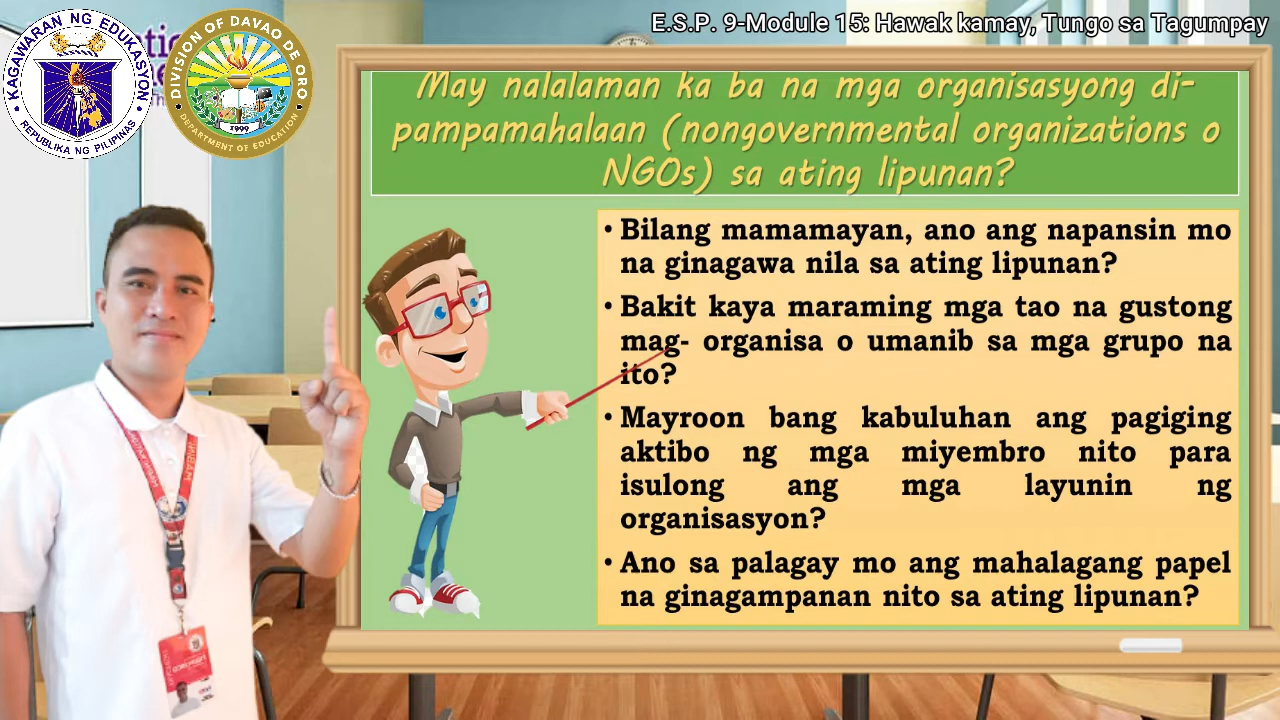 E.S.P. 9-Module 15: Hawak kamay, Tungo sa Tagumpay
KAGAWARAN NG EDUKASYON
REPUBLIKA NG PILIPINAS
DIVISION OF DAVAO DE ORO
1999
DEPARTMENT OF EDUCATION
May nalalaman ka ba na mga organisasyong di-
pampamahalaan (nongovernmental organizations o
NGOs) sa ating lipunan?
• Bilang mamamayan, ano ang napansin mo
na ginagawa nila sa ating lipunan?
• Bakit kaya maraming mga tao na gustong
mag- organisa o umanib sa mga grupo na
ito?
• Mayroon bang kabuluhan ang pagiging
aktibo ng mga miyembro nito para
isulong ang mga layunin ng
organisasyon?
• Ano sa palagay mo ang mahalagang papel
na ginagampanan nito sa ating lipunan?